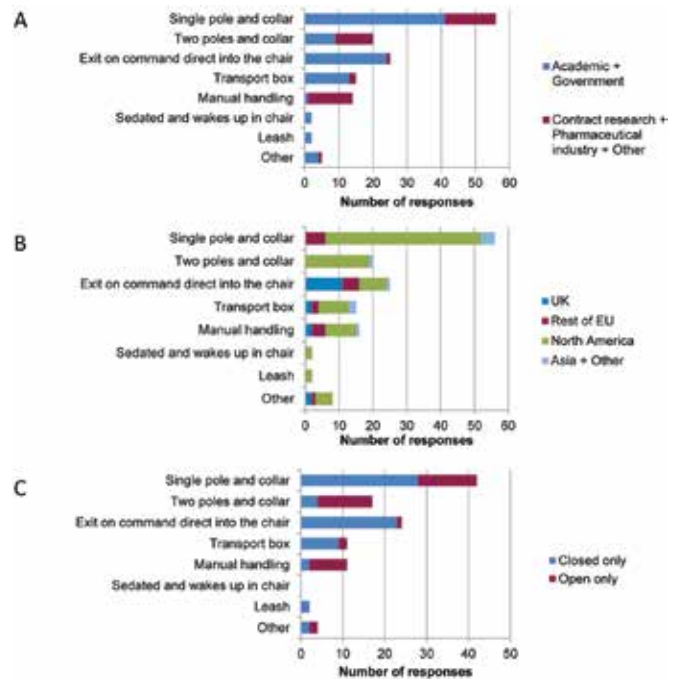 A
Single pole and collar
Two poles and collar
Exit on command direct into the chair
Transport box
Manual handling
Sedated and wakes up in chair
Leash
Other
0 10 20 30 40 50 60
Number of responses
Academic +
Government
Contract research +
Pharmaceutical
industry + Other
B
Single pole and collar
Two poles and collar
Exit on command direct into the chair
Transport box
Manual handling
Sedated and wakes up in chair
Leash
Other
0 10 20 30 40 50 60
Number of responses
UK
Rest of EU
North America
Asia + Other
C
Single pole and collar
Two poles and collar
Exit on command direct into the chair
Transport box
Manual handling
Sedated and wakes up in chair
Leash
Other
0 10 20 30 40 50
Number of responses
Closed only
Open only